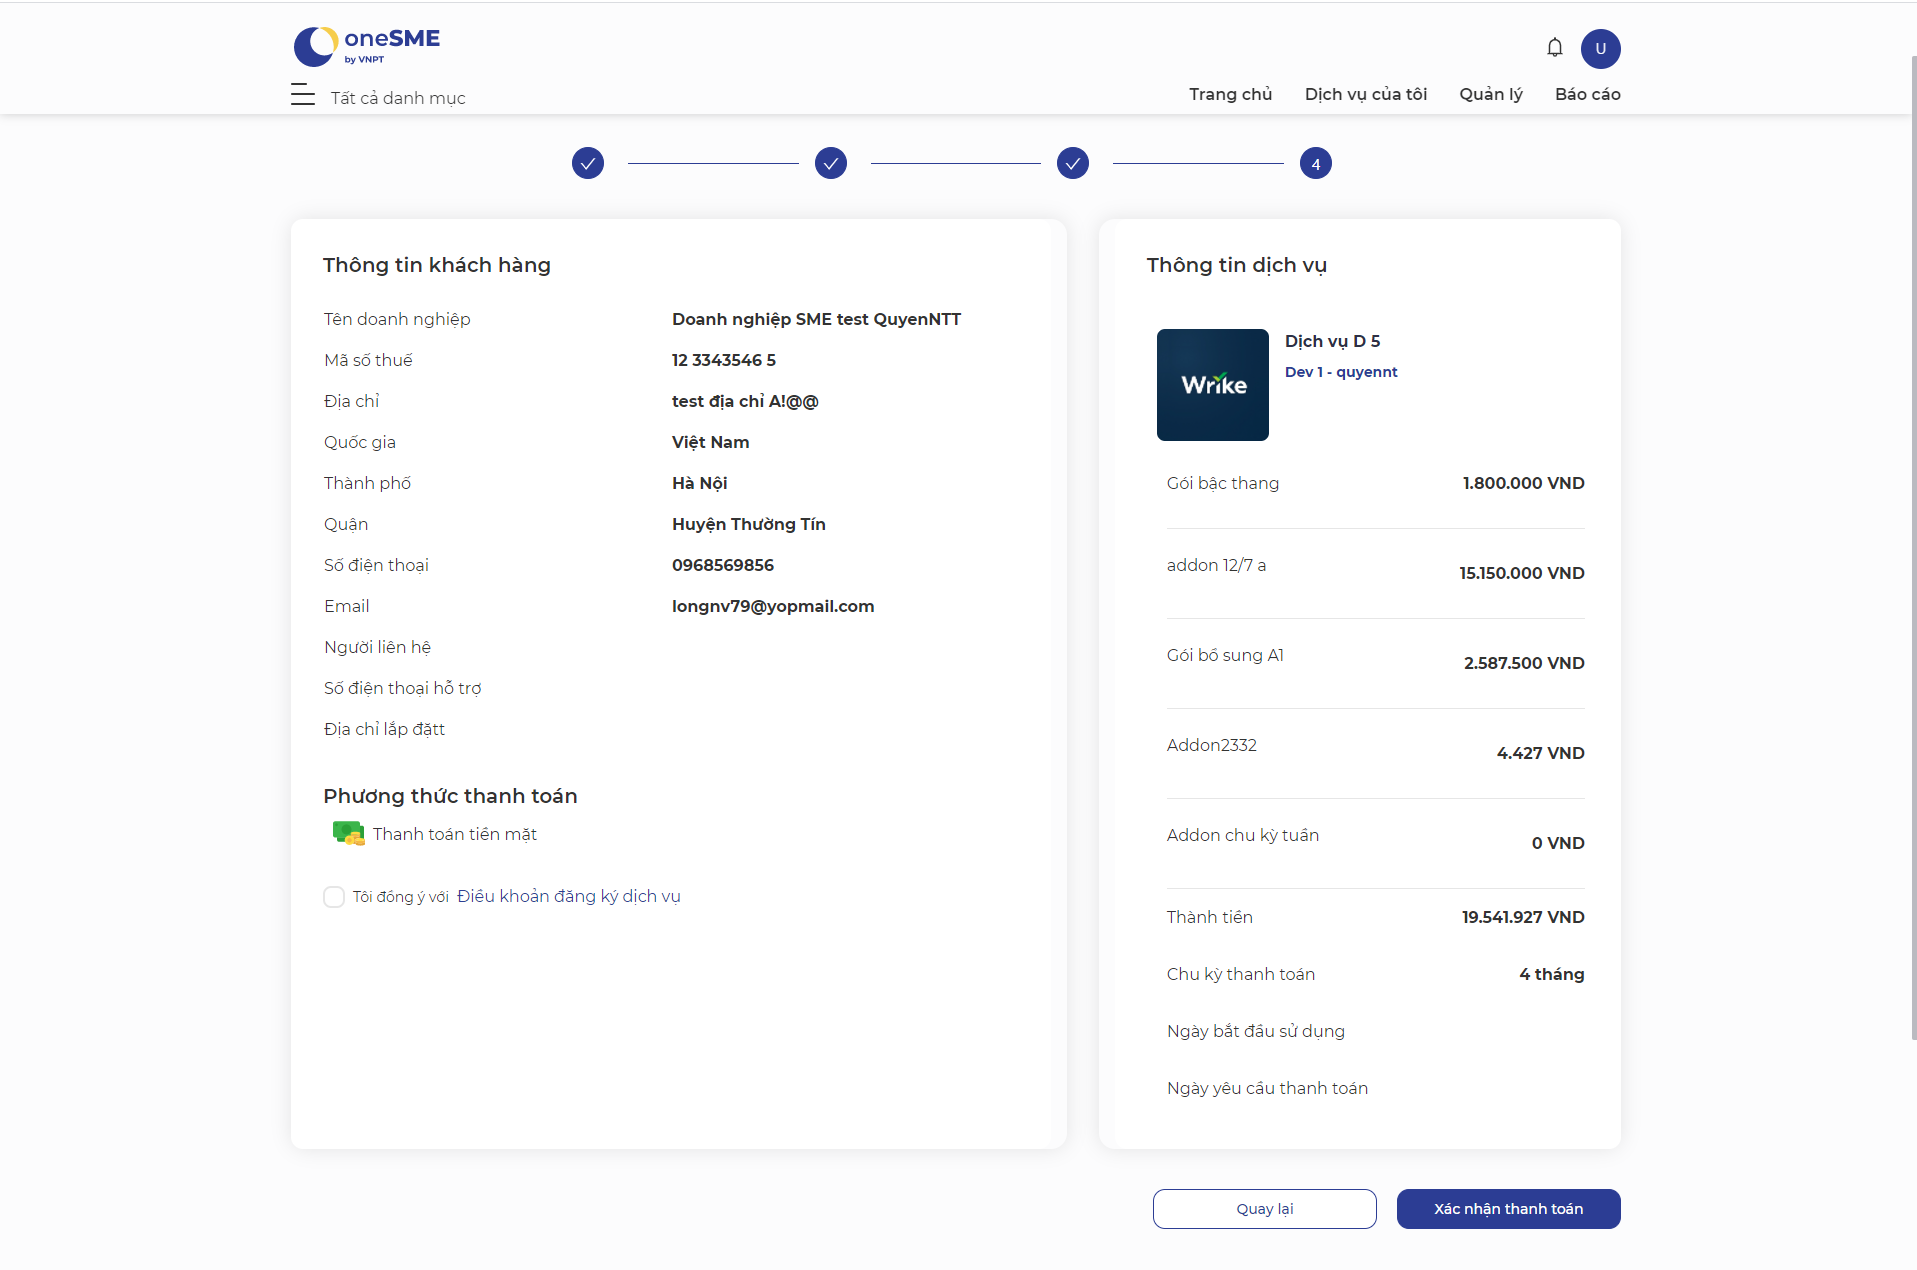 oneSME
by VNPT
U
Tất cả danh mục
Trang chủ Dịch vụ của tôi Quản lý Báo cáo
4
Thông tin khách hàng
Tên doanh nghiệp Doanh nghiệp SME test QuyenNTT
Mã số thuế 12 3343546 5
Địa chỉ test địa chỉ A!@@
Quốc gia Việt Nam
Thành phố Hà Nội
Quận Huyện Thường Tín
Số điện thoại 0968569856
Email longnv79@yopmail.com
Người liên hệ
Số điện thoại hỗ trợ
Địa chỉ lắp đặtt
Phương thức thanh toán
Thanh toán tiền mặt
Tôi đồng ý với Điều khoản đăng ký dịch vụ
Thông tin dịch vụ
Wrike
Dịch vụ D 5
Dev 1 - quyennt
Gói bậc thang 1.800.000 VND
addon 12/7 a 15.150.000 VND
Gói bổ sung A1 2.587.500 VND
Addon2332 4.427 VND
Addon chu kỳ tuần 0 VND
Thành tiền 19.541.927 VND
Chu kỳ thanh toán 4 tháng
Ngày bắt đầu sử dụng
Ngày yêu cầu thanh toán
Quay lại Xác nhận thanh toán